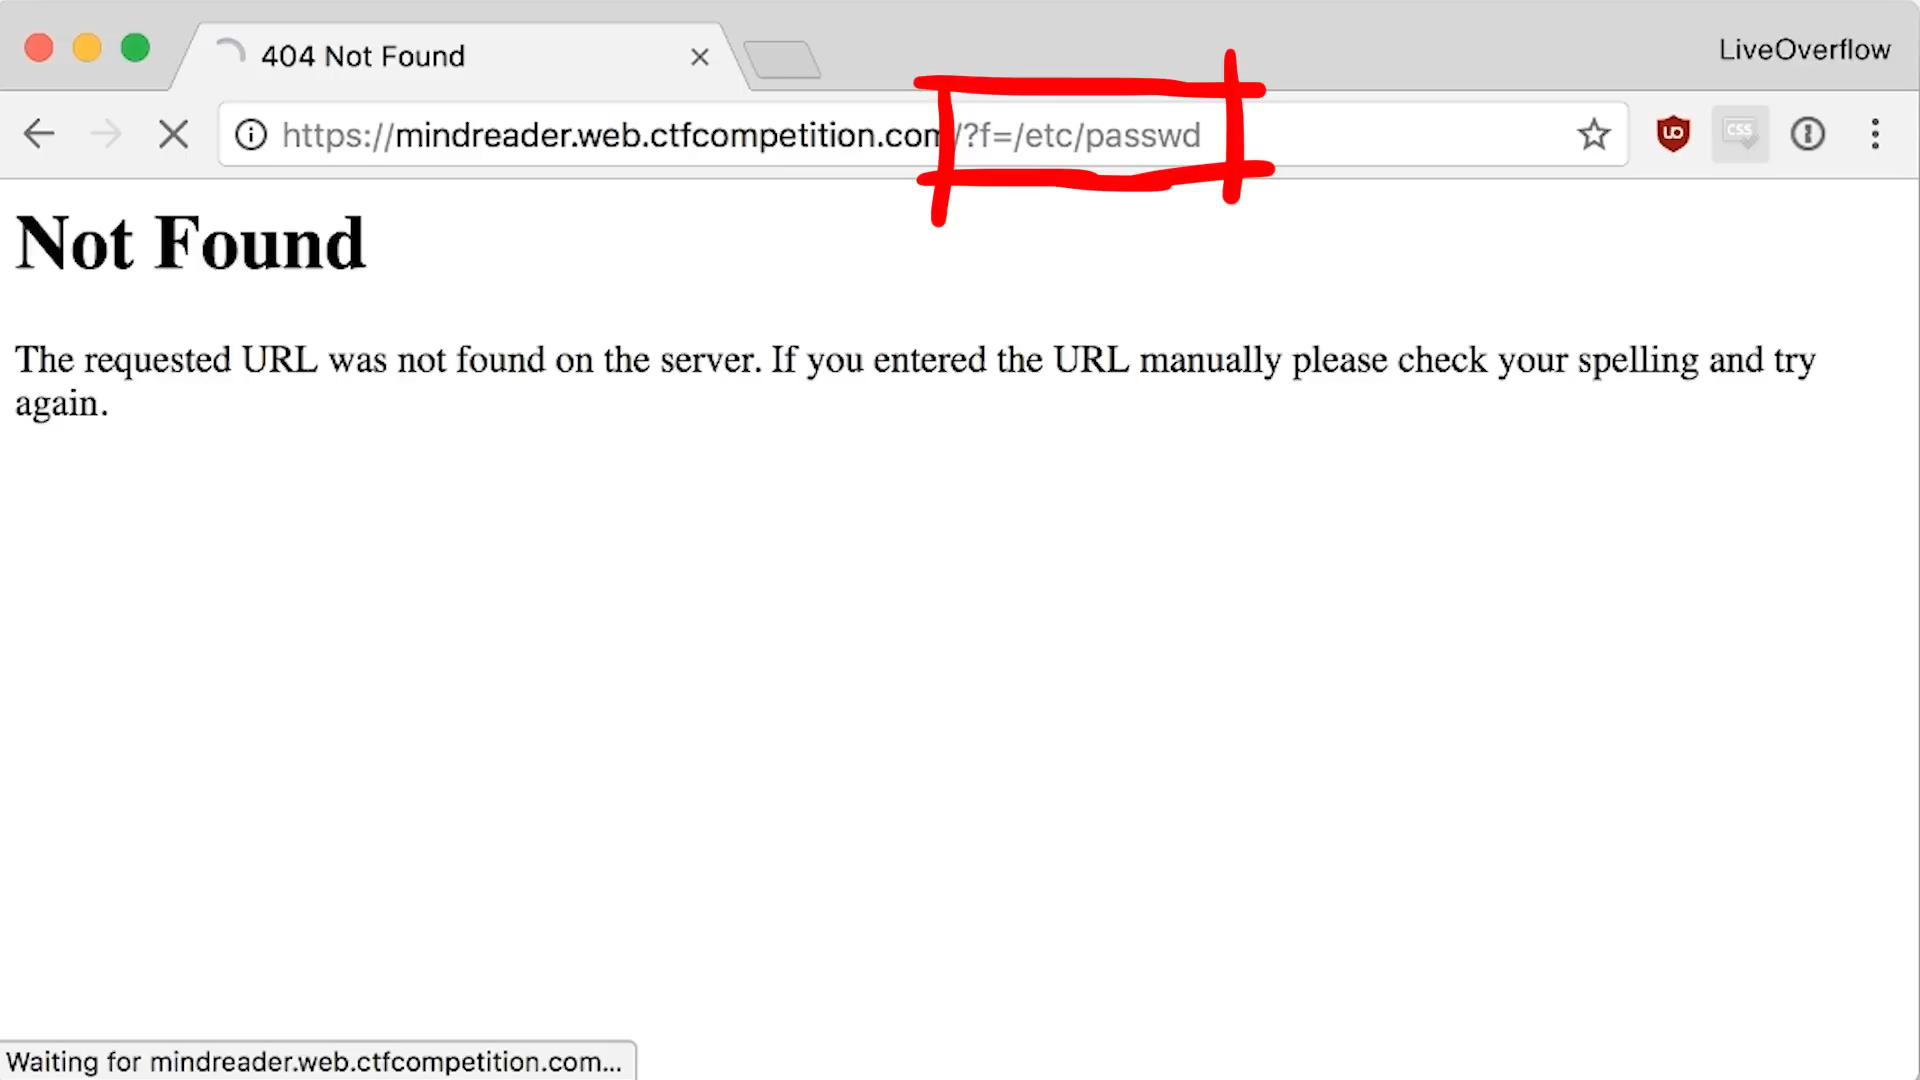 404 Not Found
LiveOverflow
https://mindreader.web.ctfcompetition.com/?f=/etc/passwd
UO
CSS
Not Found
The requested URL was not found on the server. If you entered the URL manually please check your spelling and try
again.
Waiting for mindreader.web.ctfcompetition.com...